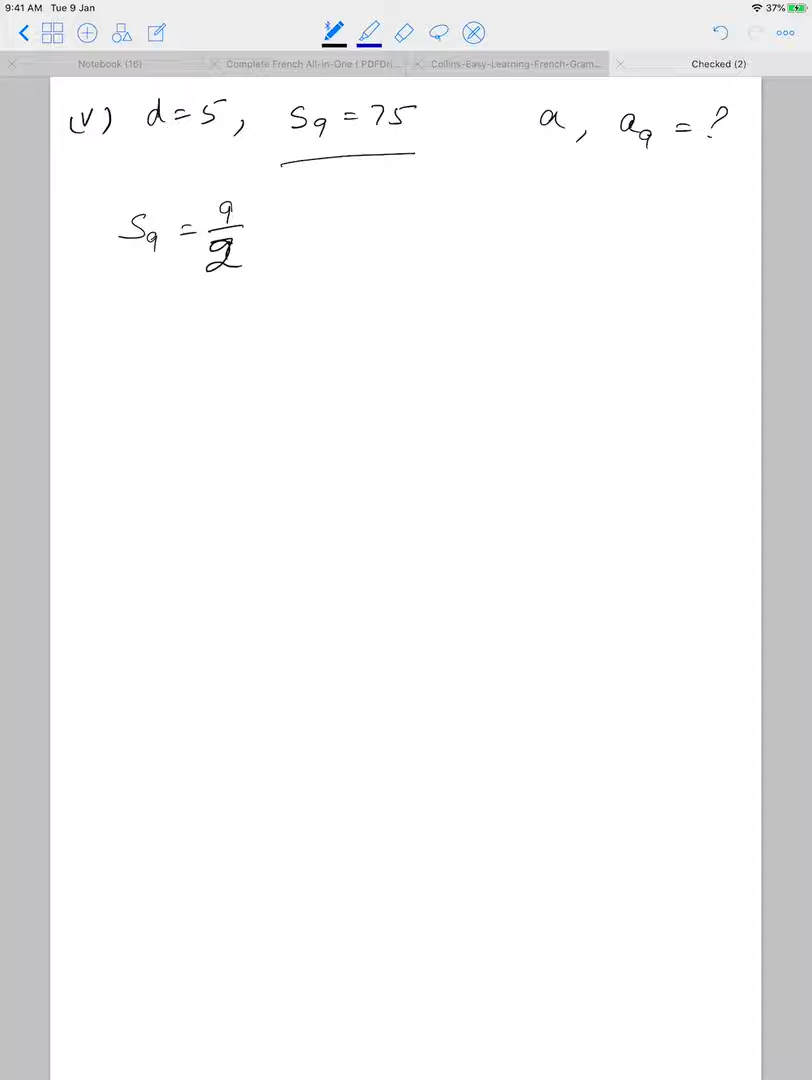 9:41 AM Tue 9 Jan 37%
Notebook (16) Complete French All-in-One ( PDFDri... Collins-Easy-Learning-French-Gram... Checked (2)
(v) d = 5, S₉ = 75 a, a₉ = ?
S₉ = 9/2